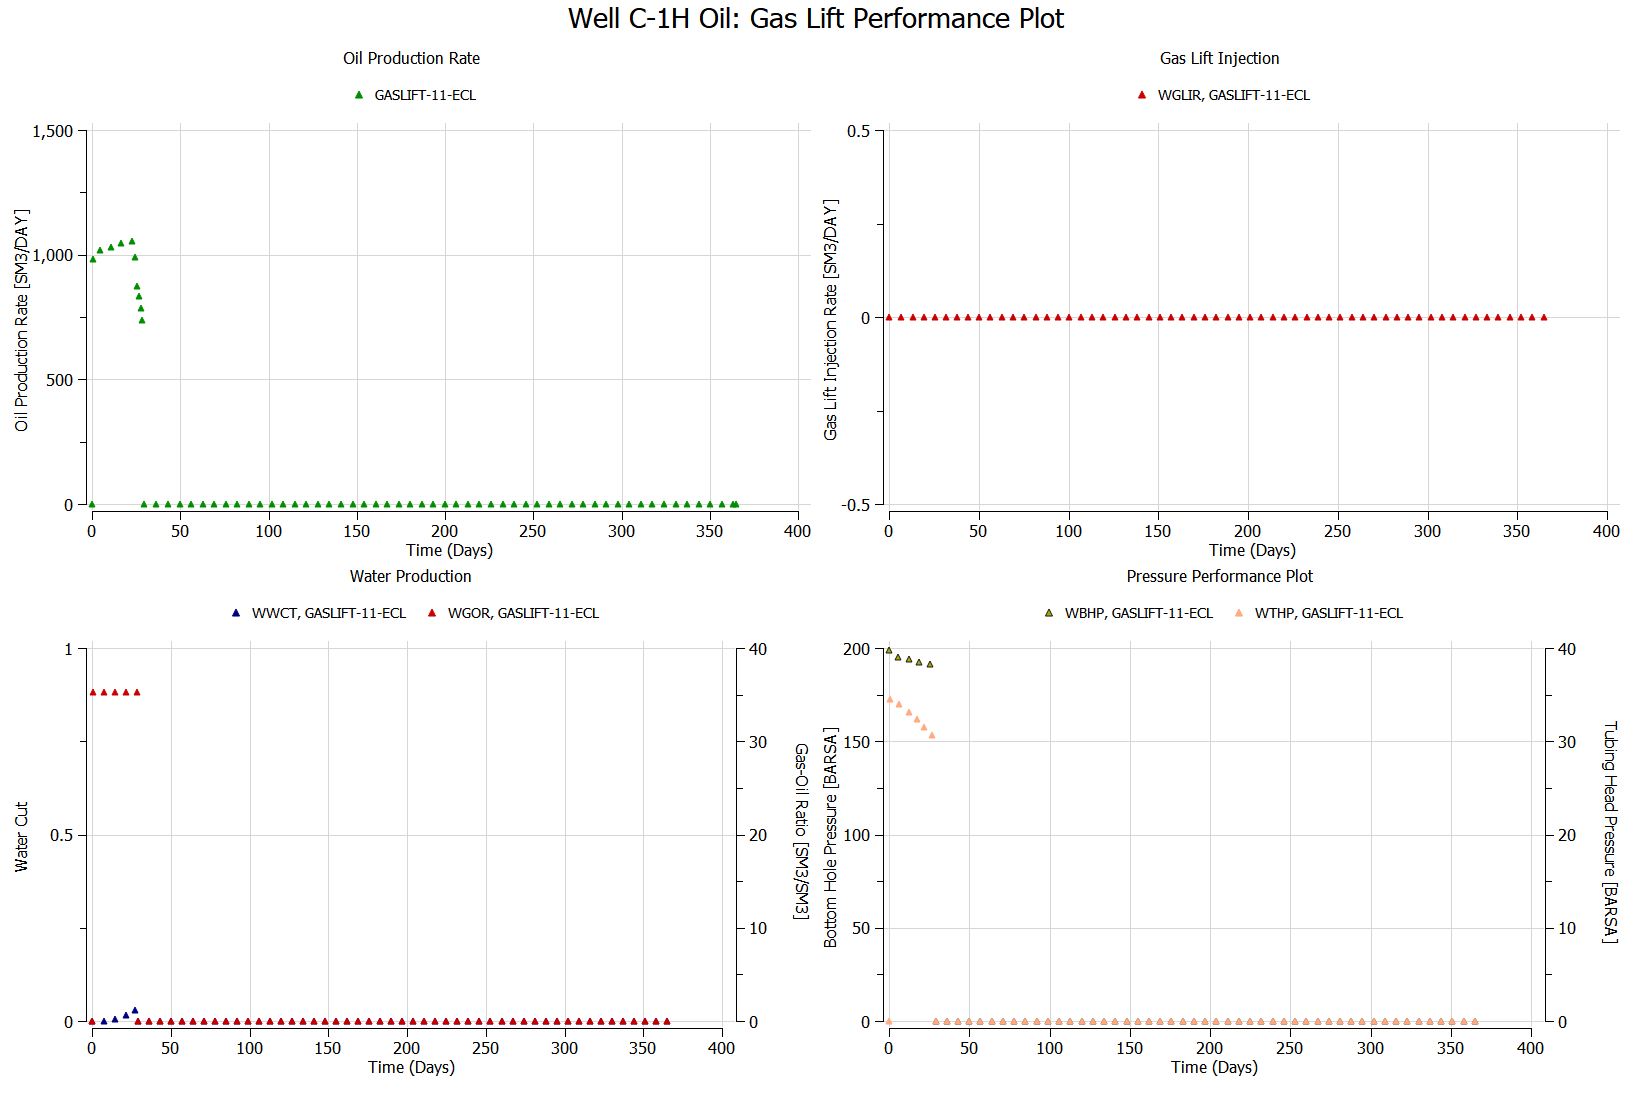 Well C-1H Oil: Gas Lift Performance Plot
Oil Production Rate
GASLIFT-11-ECL
Oil Production Rate [SM3/DAY]
1,500
1,000
500
0
0 50 100 150 200 250 300 350 400
Time (Days)
Gas Lift Injection
WGLIR, GASLIFT-11-ECL
Gas Lift Injection Rate [SM3/DAY]
0.5
0
-0.5
0 50 100 150 200 250 300 350 400
Time (Days)
Water Production
WWCT, GASLIFT-11-ECL WGOR, GASLIFT-11-ECL
Water Cut
1
0.5
0
40
30
20
10
0
Gas-Oil Ratio [SM3/SM3]
0 50 100 150 200 250 300 350 400
Time (Days)
Pressure Performance Plot
WBHP, GASLIFT-11-ECL WTHP, GASLIFT-11-ECL
Bottom Hole Pressure [BARSA]
200
150
100
50
0
40
30
20
10
0
Tubing Head Pressure [BARSA]
0 50 100 150 200 250 300 350 400
Time (Days)